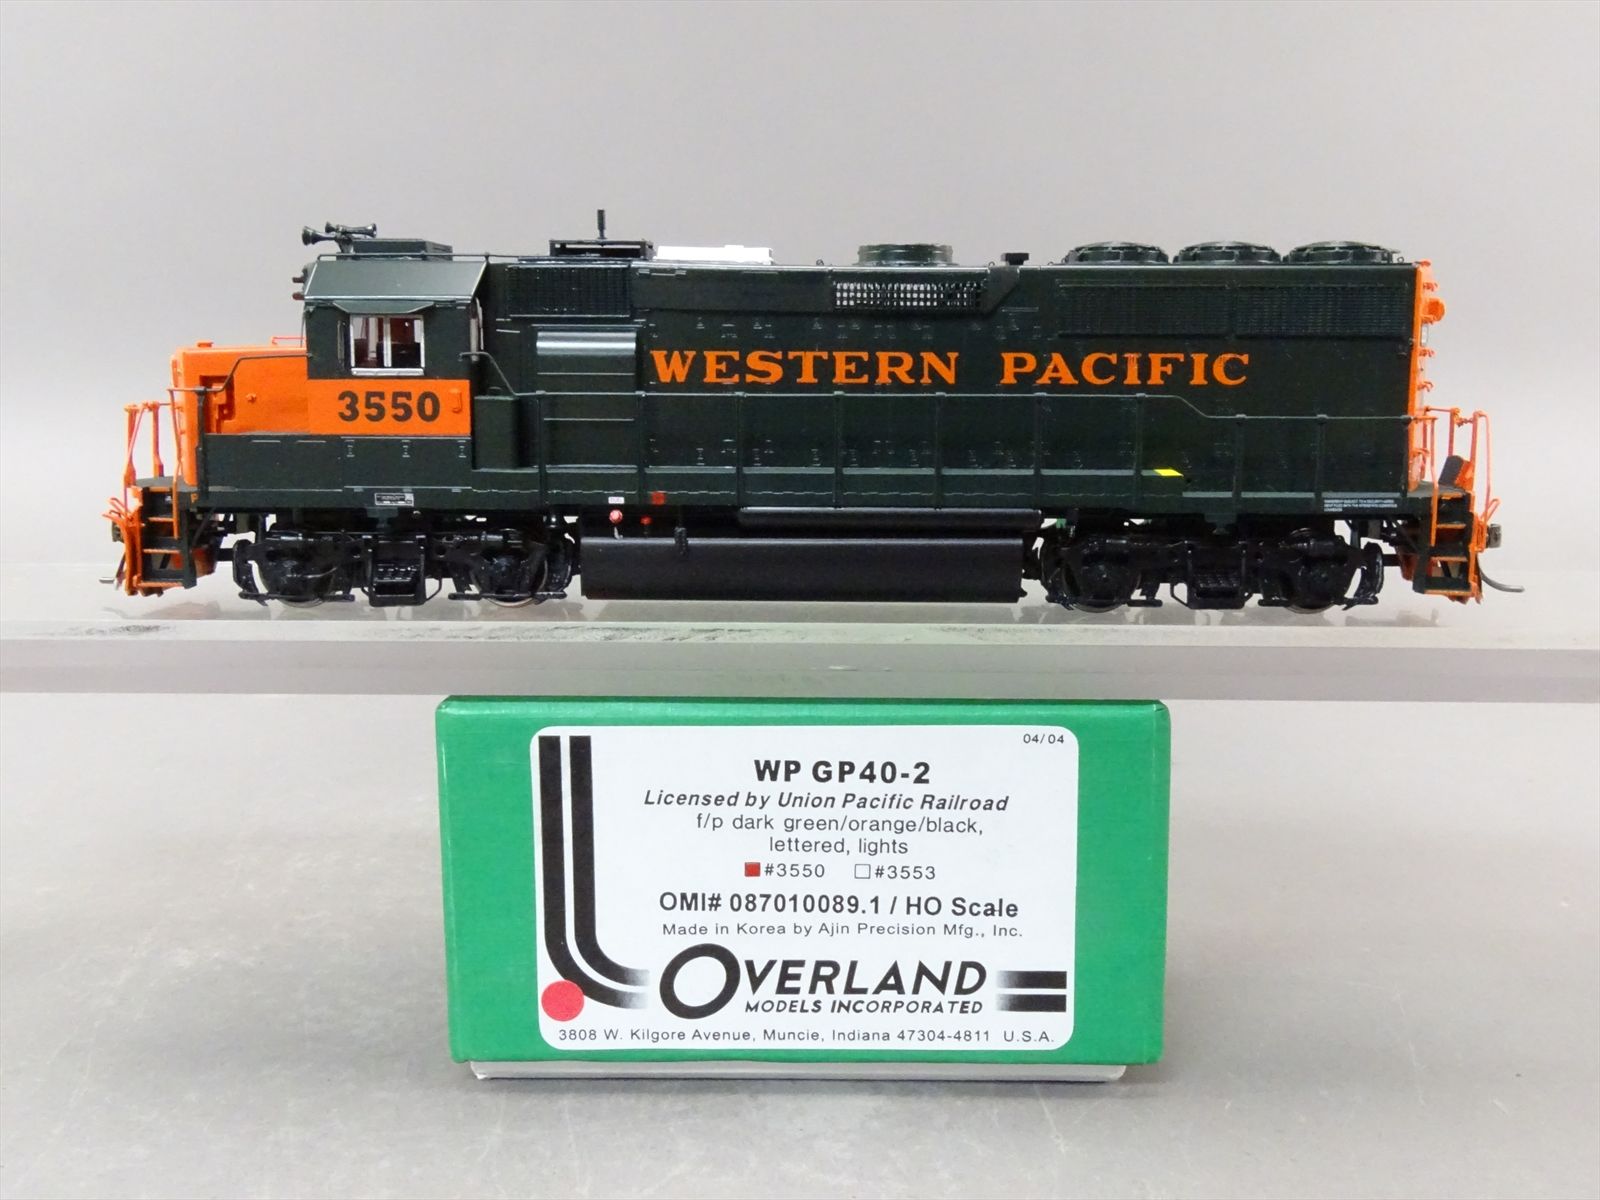 WESTERN PACIFIC
3550
04/04
WP GP40-2
Licensed by Union Pacific Railroad
f/p dark green/orange/black,
lettered, lights
#3550 #3553
OMI# 087010089.1 / HO Scale
Made in Korea by Ajin Precision Mfg., Inc.
OVERLAND
MODELS INCORPORATED
3808 W. Kilgore Avenue, Muncie, Indiana 47304-4811 U.S.A.